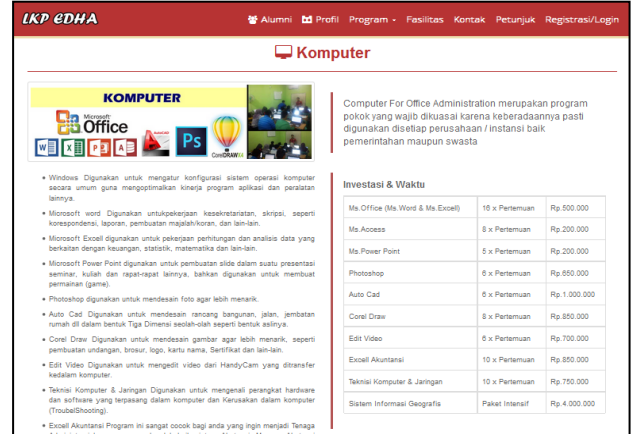 LKP EDHA
Alumni Profil Program Fasilitas Kontak Petunjuk Registrasi/Login
Komputer
KOMPUTER
Microsoft
Office
Ps
CorelDRAW
Computer For Office Administration merupakan program
pokok yang wajib dikuasai karena keberadaannya pasti
digunakan disetiap perusahaan / instansi baik
pemerintahan maupun swasta
Windows Digunakan untuk mengatur konfigurasi sistem operasi komputer
secara umum guna mengoptimalkan kinerja program aplikasi dan peralatan
lainnya.
Microsoft word Digunakan untukpekerjaan kesekretariatan, skripsi, seperti
korespondensi, laporan, pembuatan majalah/koran, dan lain-lain.
Microsoft Excell digunakan untuk pekerjaan perhitungan dan analisis data yang
berkaitan dengan keuangan, statistik, matematika dan lain-lain.
Microsoft Power Point digunakan untuk pembuatan slide dalam suatu presentasi
seminar, kuliah dan rapat-rapat lainnya, bahkan digunakan untuk membuat
permainan (game).
Photoshop digunakan untuk mendesain foto agar lebih menarik.
Auto Cad Digunakan untuk mendesain rancang bangunan, jalan, jembatan
rumah dll dalam bentuk Tiga Dimensi seolah-olah seperti bentuk aslinya.
Corel Draw Digunakan untuk mendesain gambar agar lebih menarik, seperti
pembuatan undangan, brosur, logo, kartu nama, Sertifikat dan lain-lain.
Edit Video Digunakan untuk mengedit video dari HandyCam yang ditransfer
kedalam komputer.
Teknisi Komputer & Jaringan Digunakan untuk mengenali perangkat hardware
dan software yang terpasang dalam komputer dan Kerusakan dalam komputer
(TroubelShooting).
Excell Akuntansi Program ini sangat cocok bagi anda yang ingin menjadi Tenaga
Investasi & Waktu
Ms.Office (Ms.Word & Ms.Excell) 16 x Pertemuan Rp.500.000
Ms.Access 8 x Pertemuan Rp.200.000
Ms.Power Point 5 x Pertemuan Rp.200.000
Photoshop 6 x Pertemuan Rp.650.000
Auto Cad 6 x Pertemuan Rp.1.000.000
Corel Draw 8 x Pertemuan Rp.850.000
Edit Video 6 x Pertemuan Rp.700.000
Excell Akuntansi 10 x Pertemuan Rp.850.000
Teknisi Komputer & Jaringan 10 x Pertemuan Rp.750.000
Sistem Informasi Geografis Paket Intensif Rp.4.000.000